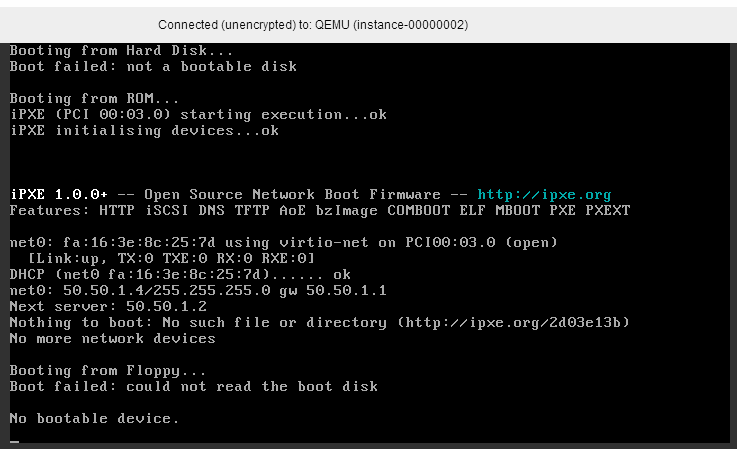 Connected (unencrypted) to: QEMU (instance-00000002)
Booting from Hard Disk...
Boot failed: not a bootable disk
Booting from ROM...
iPXE (PCI 00:03.0) starting execution...ok
iPXE initialising devices...ok
iPXE 1.0.0+ -- Open Source Network Boot Firmware -- http://ipxe.org
Features: HTTP iSCSI DNS TFTP AoE bzImage COMBOOT ELF MBOOT PXE PXEXT
net0: fa:16:3e:8c:25:7d using virtio-net on PCI00:03.0 (open)
[Link:up, TX:0 TXE:0 RX:0 RXE:0]
DHCP (net0 fa:16:3e:8c:25:7d)...... ok
net0: 50.50.1.4/255.255.255.0 gw 50.50.1.1
Next server: 50.50.1.2
Nothing to boot: No such file or directory (http://ipxe.org/2d03e13b)
No more network devices
Booting from Floppy...
Boot failed: could not read the boot disk
No bootable device.